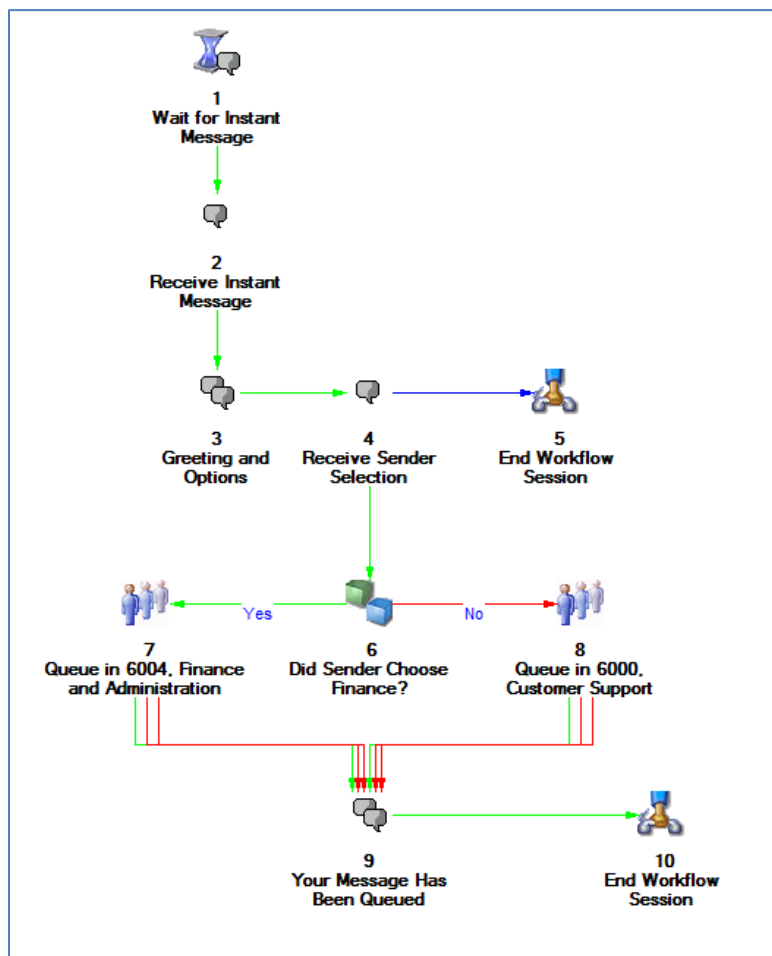 1
Wait for Instant
Message
2
Receive Instant
Message
3
Greeting and
Options
4
Receive Sender
Selection
5
End Workflow
Session
Yes
No
7
Queue in 6004, Finance
and Administration
6
Did Sender Choose
Finance?
8
Queue in 6000,
Customer Support
9
Your Message Has
Been Queued
10
End Workflow
Session